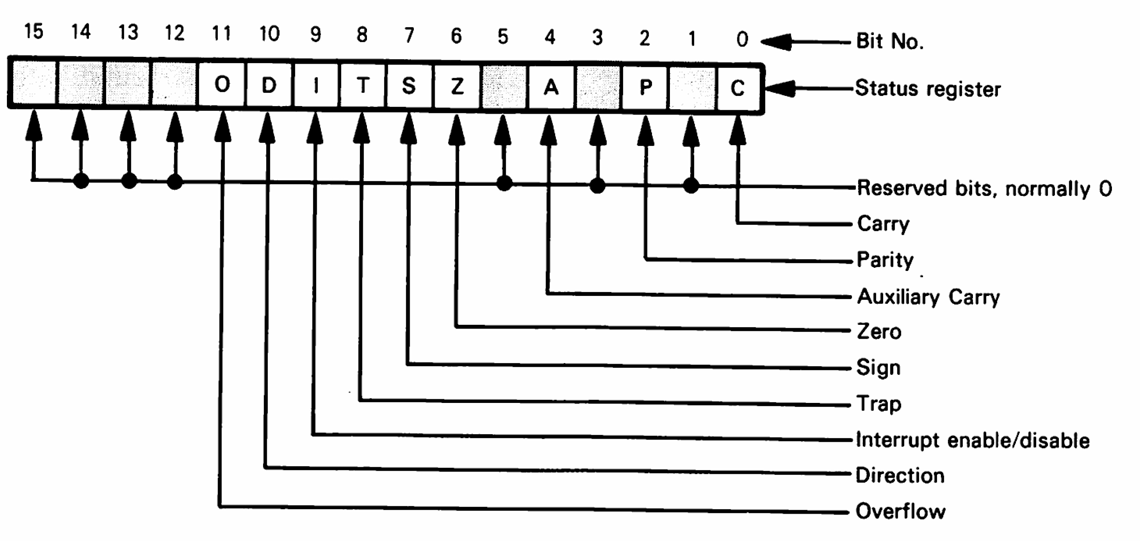 15 14 13 12 11 10 9 8 7 6 5 4 3 2 1 0 Bit No.
O D I T S Z A P C Status register
Reserved bits, normally 0
Carry
Parity
Auxiliary Carry
Zero
Sign
Trap
Interrupt enable/disable
Direction
Overflow